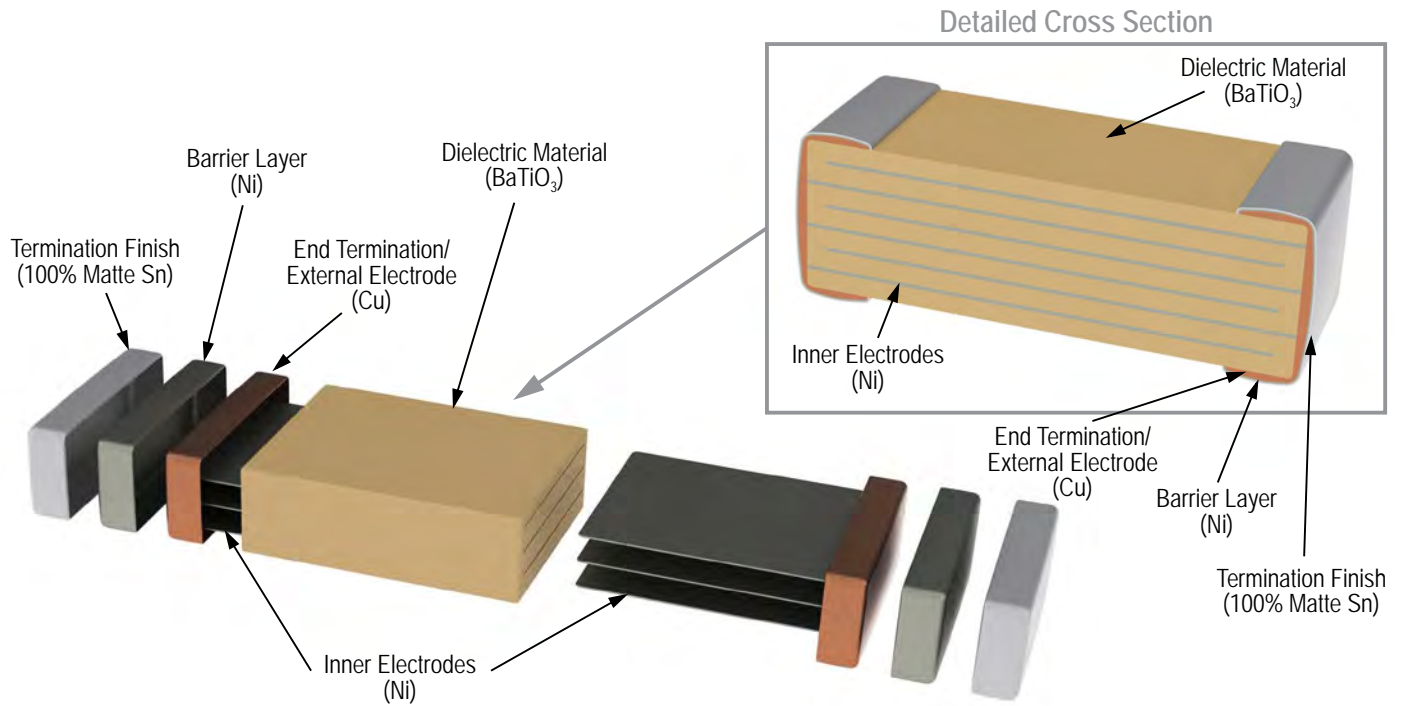 Detailed Cross Section
Dielectric Material
(BaTiO₃)
Inner Electrodes
(Ni)
End Termination/
External Electrode
(Cu)
Barrier Layer
(Ni)
Termination Finish
(100% Matte Sn)
Termination Finish
(100% Matte Sn)
Barrier Layer
(Ni)
End Termination/
External Electrode
(Cu)
Dielectric Material
(BaTiO₃)
Inner Electrodes
(Ni)